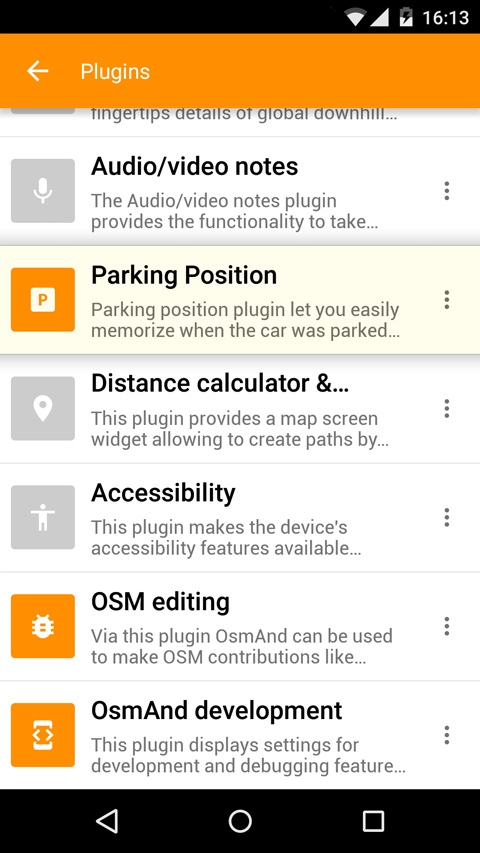 16:13
Plugins
fingertips details of global downhill...
Audio/video notes
The Audio/video notes plugin
provides the functionality to take...
P
Parking Position
Parking position plugin let you easily
memorize when the car was parked...
Distance calculator &...
This plugin provides a map screen
widget allowing to create paths by...
Accessibility
This plugin makes the device's
accessibility features available...
OSM editing
Via this plugin OsmAnd can be used
to make OSM contributions like...
OsmAnd development
This plugin displays settings for
development and debugging feature...